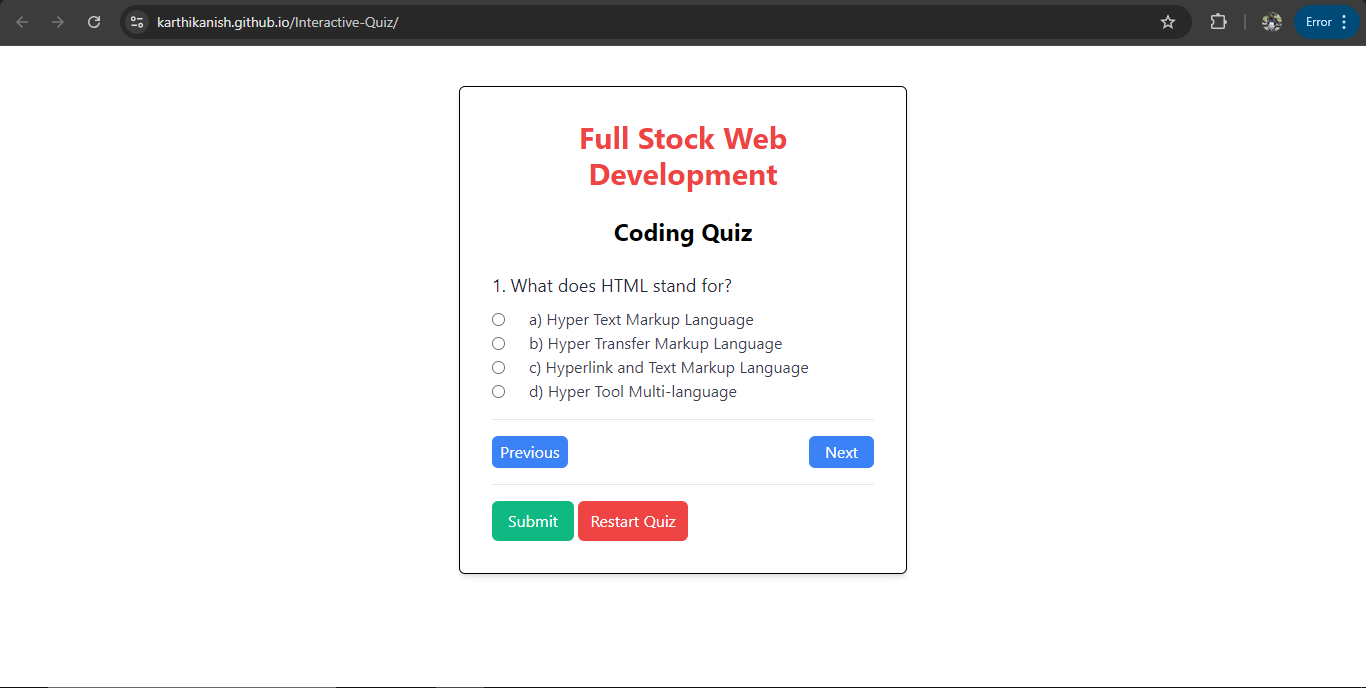 karthikanish.github.io/Interactive-Quiz/
Error
Full Stock Web
Development
Coding Quiz
1. What does HTML stand for?
a) Hyper Text Markup Language
b) Hyper Transfer Markup Language
c) Hyperlink and Text Markup Language
d) Hyper Tool Multi-language
Previous
Next
Submit
Restart Quiz